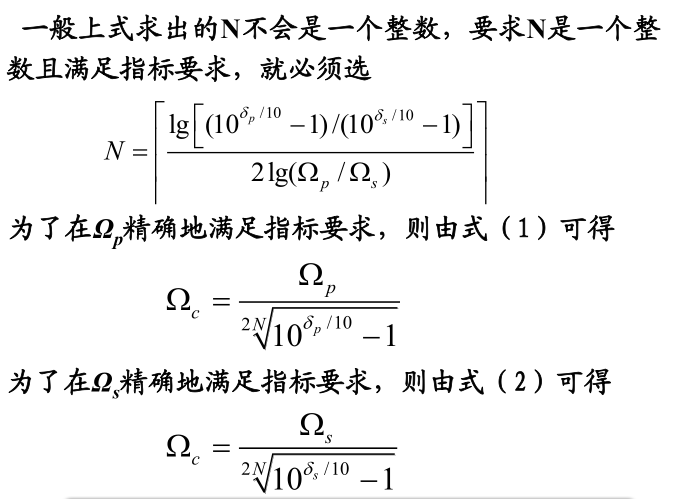 一般上式求出的N不会是一个整数，要求N是一个整
数且满足指标要求，就必须选
N = ⌈ lg[(10^{δ_p/10} − 1)/(10^{δ_s/10} − 1)] / 2lg(Ω_p / Ω_s) ⌉
为了在Ω_p精确地满足指标要求，则由式（1）可得
Ω_c = Ω_p / \sqrt[2N]{10^{δ_p/10} − 1}
为了在Ω_s精确地满足指标要求，则由式（2）可得
Ω_c = Ω_s / \sqrt[2N]{10^{δ_s/10} − 1}